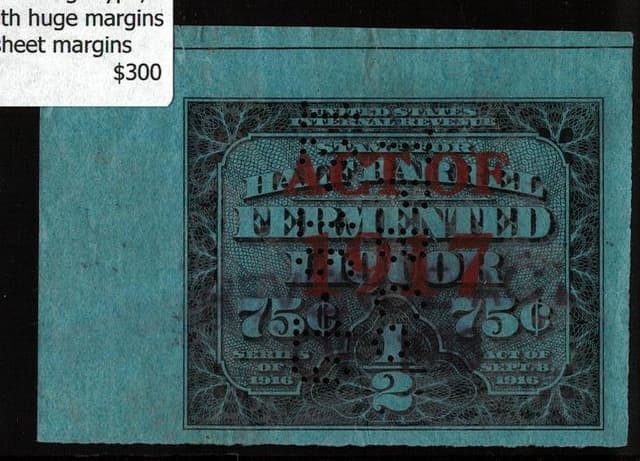 th huge margins
sheet margins
$300
UNITED STATES
INTERNAL REVENUE
STAMP FOR
HALF BARREL
ACT OF
FERMENTED
1917
LIQUOR
75¢ 75¢
1/2
SERIES
OF
1916
ACT OF
SEPT. 8
1916